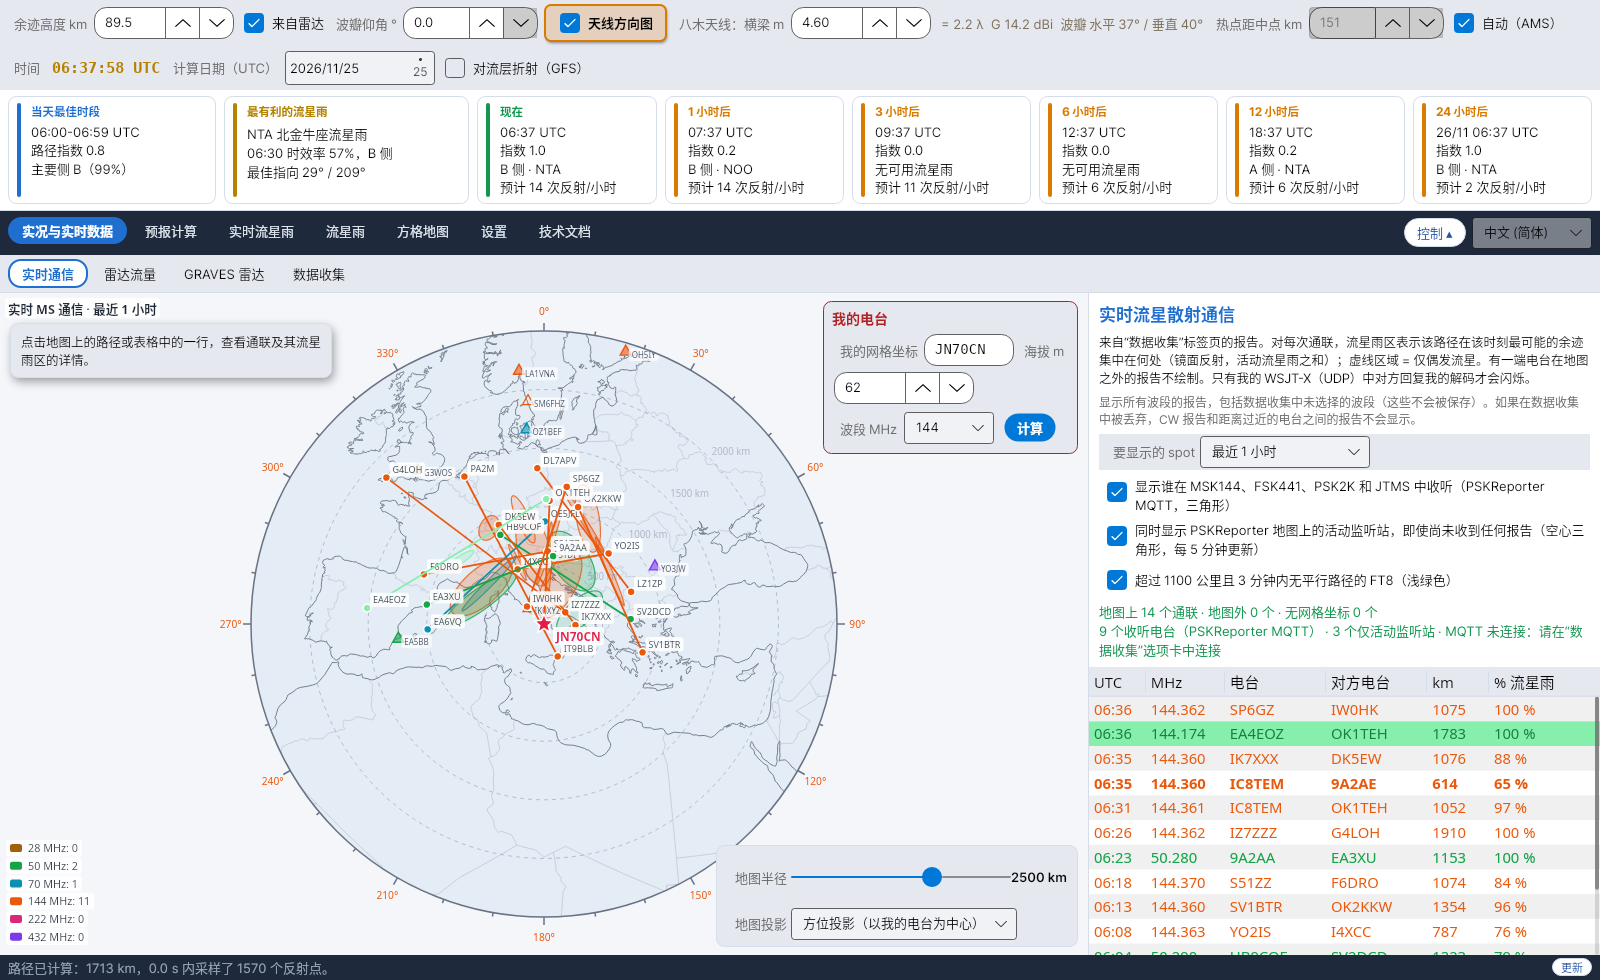 余迹高度 km 89.5 来自雷达 波瓣仰角 ° 0.0 天线方向图 八木天线：横梁 m 4.60 = 2.2 λ G 14.2 dBi 波瓣 水平 37° / 垂直 40° 热点距中点 km 151 自动（AMS）
时间 06:37:58 UTC 计算日期（UTC） 2026/11/25 25 对流层折射（GFS）
当天最佳时段
06:00-06:59 UTC
路径指数 0.8
主要侧 B（99%）
最有利的流星雨
NTA 北金牛座流星雨
06:30 时效率 57%，B 侧
最佳指向 29° / 209°
现在
06:37 UTC
指数 1.0
B 侧 · NTA
预计 14 次反射/小时
1 小时后
07:37 UTC
指数 0.2
B 侧 · NOO
预计 14 次反射/小时
3 小时后
09:37 UTC
指数 0.0
无可用流星雨
预计 11 次反射/小时
6 小时后
12:37 UTC
指数 0.0
无可用流星雨
预计 6 次反射/小时
12 小时后
18:37 UTC
指数 0.2
A 侧 · NTA
预计 6 次反射/小时
24 小时后
26/11 06:37 UTC
指数 1.0
B 侧 · NTA
预计 2 次反射/小时
实况与实时数据 预报计算 实时流星雨 流星雨 方格地图 设置 技术文档 控制 ▴ 中文 (简体)
实时通信 雷达流量 GRAVES 雷达 数据收集
实时 MS 通信 · 最近 1 小时
点击地图上的路径或表格中的一行，查看通联及其流星
雨区的详情。
0°
330° 30°
300° 60°
270° 90°
240° 120°
210° 150°
180°
2000 km
1500 km
1000 km
OH5LY
LA1VNA
SM6FHZ
OZ1BEF
DL7APV
G4LOH
G3WOS
PA2M
SP6GZ
OK1TEH
OK2KKW
DK5EW
OE5JFL
HB9COF
9A2AA
YO2IS
F6DRO
YO3JW
LZ1ZP
EA4EOZ
EA3XU
IW0HK
IZ7ZZZ
IK7XXX
SV2DCD
EA6VQ
EA5BB
JN70CN
IT9BLB
SV1BTR
我的电台
我的网格坐标 JN70CN 海拔 m
62
波段 MHz 144 计算
28 MHz: 0
50 MHz: 2
70 MHz: 1
144 MHz: 11
222 MHz: 0
432 MHz: 0
地图半径 2500 km
地图投影 方位投影（以我的电台为中心）
实时流星散射通信
来自“数据收集”标签页的报告。对每次通联，流星雨区表示该路径在该时刻最可能的余迹
集中在何处（镜面反射，活动流星雨之和）；虚线区域 = 仅偶发流星。有一端电台在地图
之外的报告不绘制。只有我的 WSJT-X（UDP）中对方回复我的解码才会闪烁。
显示所有波段的报告，包括数据收集中未选择的波段（这些不会被保存）。如果在数据收集
中被丢弃，CW 报告和距离过近的电台之间的报告不会显示。
要显示的 spot 最近 1 小时
显示谁在 MSK144、FSK441、PSK2K 和 JTMS 中收听（PSKReporter
MQTT，三角形）
同时显示 PSKReporter 地图上的活动监听站，即使尚未收到任何报告（空心三
角形，每 5 分钟更新）
超过 1100 公里且 3 分钟内无平行路径的 FT8（浅绿色）
地图上 14 个通联 · 地图外 0 个 · 无网格坐标 0 个
9 个收听电台（PSKReporter MQTT） · 3 个仅活动监听站 · MQTT 未连接：请在“数
据收集”选项卡中连接
UTC MHz 电台 对方电台 km % 流星雨
06:36 144.362 SP6GZ IW0HK 1075 100 %
06:36 144.174 EA4EOZ OK1TEH 1783 100 %
06:35 144.360 IK7XXX DK5EW 1076 88 %
06:35 144.360 IC8TEM 9A2AE 614 65 %
06:31 144.361 IC8TEM OK1TEH 1052 97 %
06:26 144.362 IZ7ZZZ G4LOH 1910 100 %
06:23 50.280 9A2AA EA3XU 1153 100 %
06:18 144.370 S51ZZ F6DRO 1074 84 %
06:13 144.360 SV1BTR OK2KKW 1354 96 %
06:08 144.363 YO2IS I4XCC 787 76 %
路径已计算：1713 km，0.0 s 内采样了 1570 个反射点。 更新